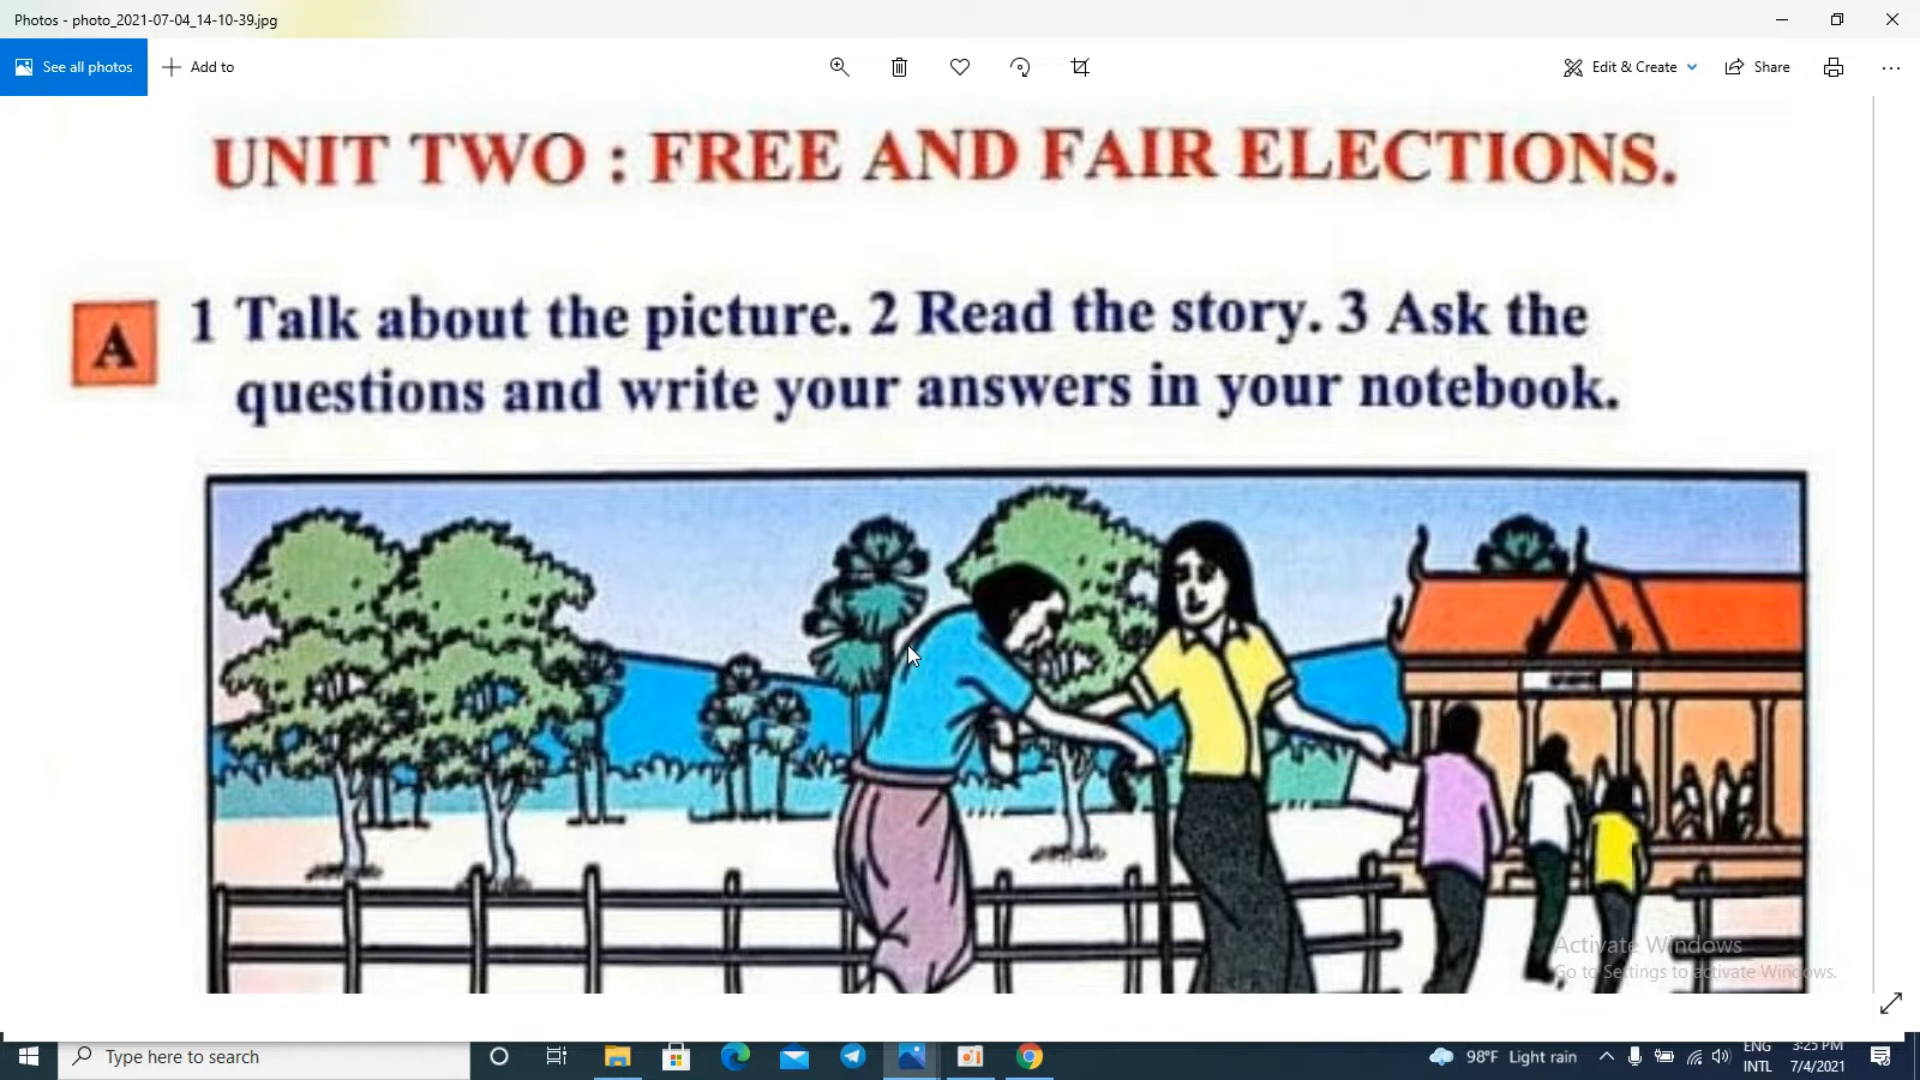 Photos - photo_2021-07-04_14-10-39.jpg
See all photos
Add to
Edit & Create
Share
UNIT TWO : FREE AND FAIR ELECTIONS.
A
1 Talk about the picture. 2 Read the story. 3 Ask the
questions and write your answers in your notebook.
Activate Windows
Go to Settings to activate Windows.
Type here to search
98°F Light rain
ENG
INTL
3:25 PM
7/4/2021